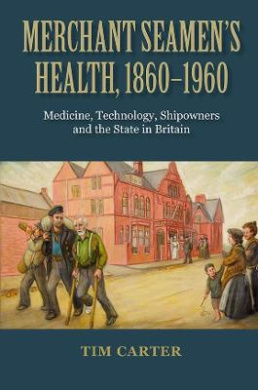 MERCHANT SEAMEN'S
HEALTH, 1860–1960
Medicine, Technology, Shipowners
and the State in Britain
TIM CARTER